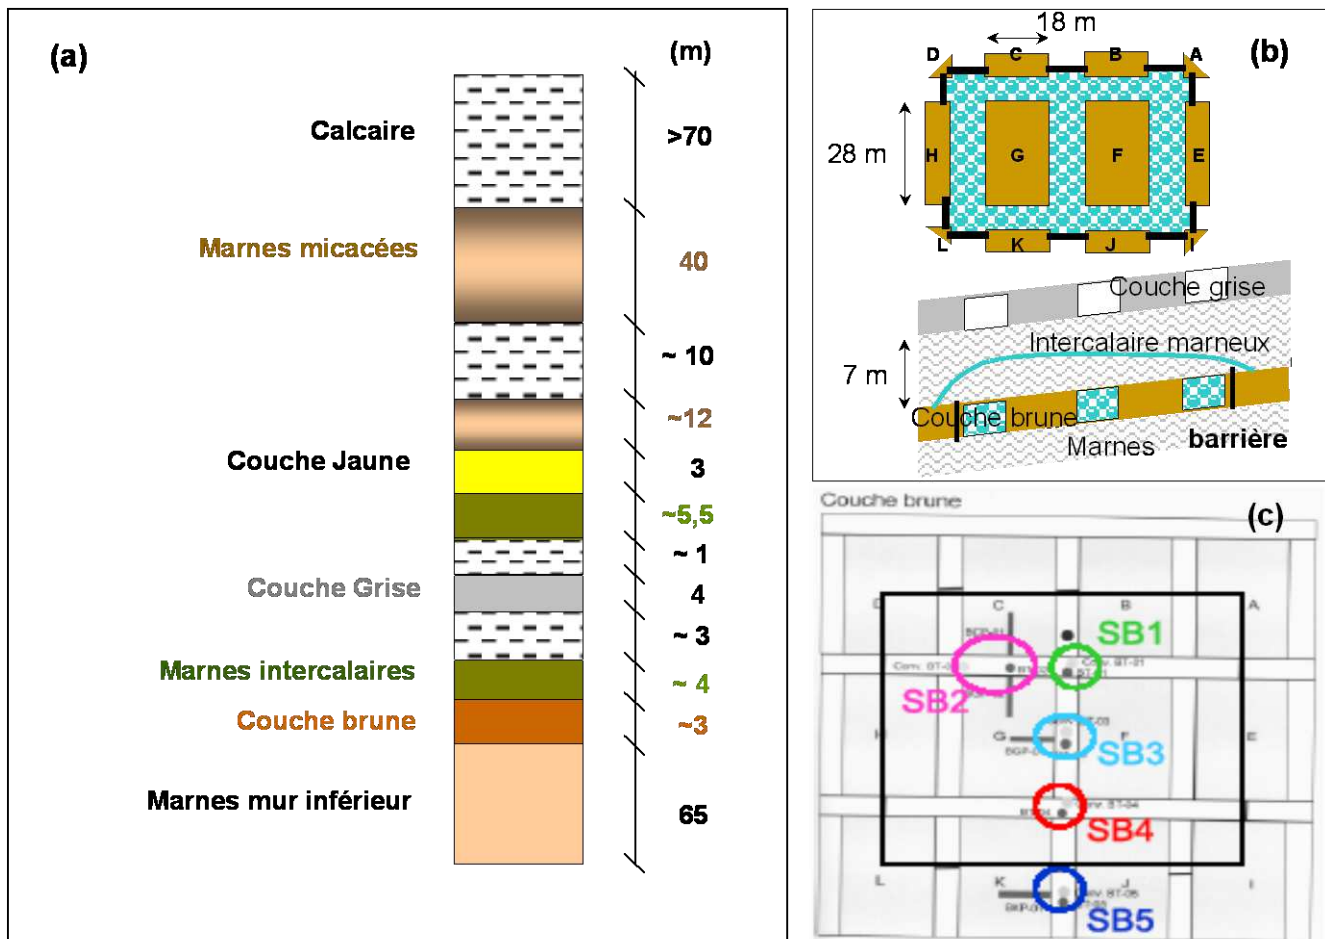 (a)
(m)
Calcaire
>70
Marnes micacées
40
~ 10
~12
Couche Jaune
3
~5,5
~ 1
Couche Grise
4
~ 3
Marnes intercalaires
~ 4
Couche brune
~3
Marnes mur inférieur
65
18 m
(b)
D
C
B
A
28 m
H
G
F
E
L
K
J
I
Couche grise
Intercalaire marneux
7 m
Couche brune
Marnes
barrière
Couche brune
(c)
D
C
B
A
SB1
SB2
H
G
F
E
SB3
SB4
L
K
J
I
SB5